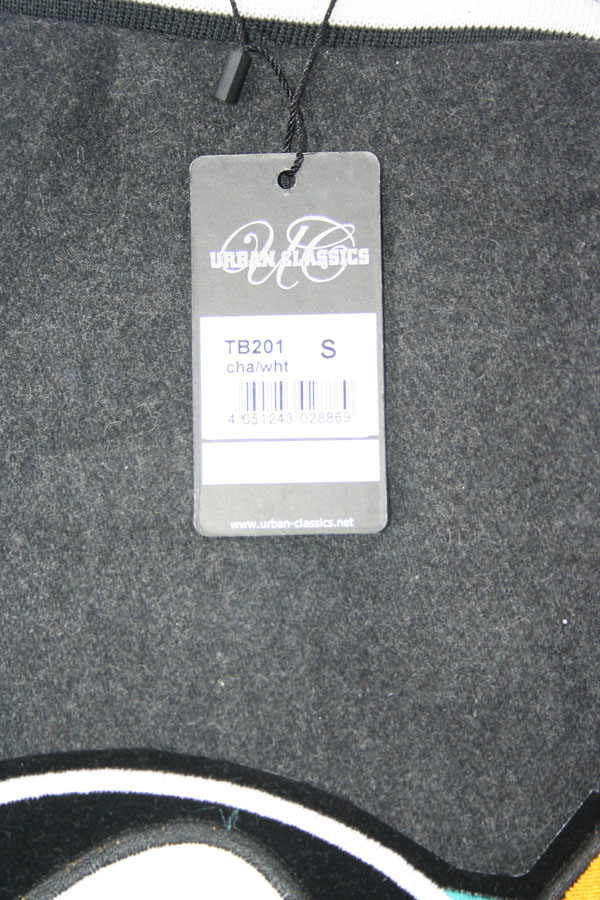 UC
URBAN CLASSICS
TB201 S
cha/wht
4 051243 028869
www.urban-classics.net